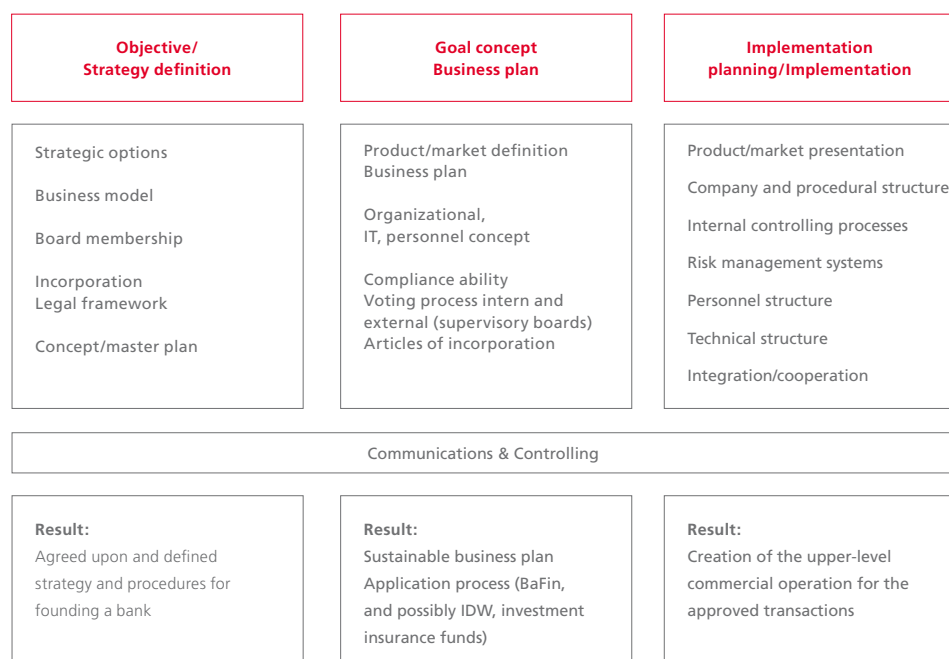 Objective/
Strategy definition
Goal concept
Business plan
Implementation
planning/Implementation
Strategic options
Business model
Board membership
Incorporation
Legal framework
Concept/master plan
Product/market definition
Business plan
Organizational,
IT, personnel concept
Compliance ability
Voting process intern and
external (supervisory boards)
Articles of incorporation
Product/market presentation
Company and procedural structure
Internal controlling processes
Risk management systems
Personnel structure
Technical structure
Integration/cooperation
Communications & Controlling
Result:
Agreed upon and defined
strategy and procedures for
founding a bank
Result:
Sustainable business plan
Application process (BaFin,
and possibly IDW, investment
insurance funds)
Result:
Creation of the upper-level
commercial operation for the
approved transactions